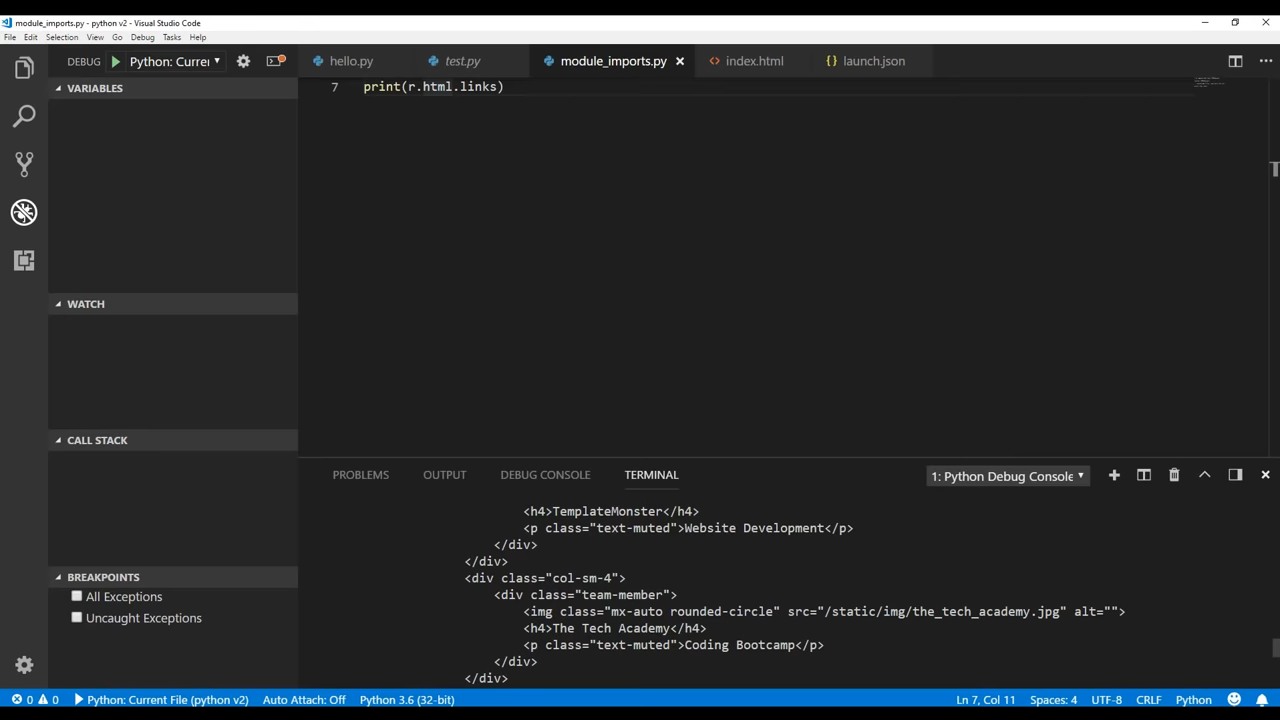 module_imports.py - python v2 - Visual Studio Code
File Edit Selection View Go Debug Tasks Help
DEBUG Python: Currer
hello.py test.py module_imports.py index.html launch.json
VARIABLES
7 print(r.html.links)
WATCH
CALL STACK
PROBLEMS OUTPUT DEBUG CONSOLE TERMINAL 1: Python Debug Console
<h4>TemplateMonster</h4>
<p class="text-muted">Website Development</p>
</div>
</div>
<div class="col-sm-4">
<div class="team-member">
<img class="mx-auto rounded-circle" src="/static/img/the_tech_academy.jpg" alt="">
<h4>The Tech Academy</h4>
<p class="text-muted">Coding Bootcamp</p>
</div>
</div>
BREAKPOINTS
All Exceptions
Uncaught Exceptions
0 0 Python: Current File (python v2) Auto Attach: Off Python 3.6 (32-bit) Ln 7, Col 11 Spaces: 4 UTF-8 CRLF Python